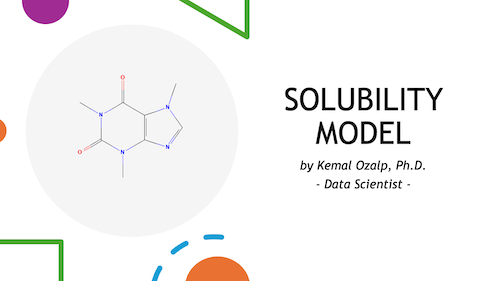 O
N
N
O
N
N
SOLUBILITY
MODEL
by Kemal Ozalp, Ph.D.
- Data Scientist -